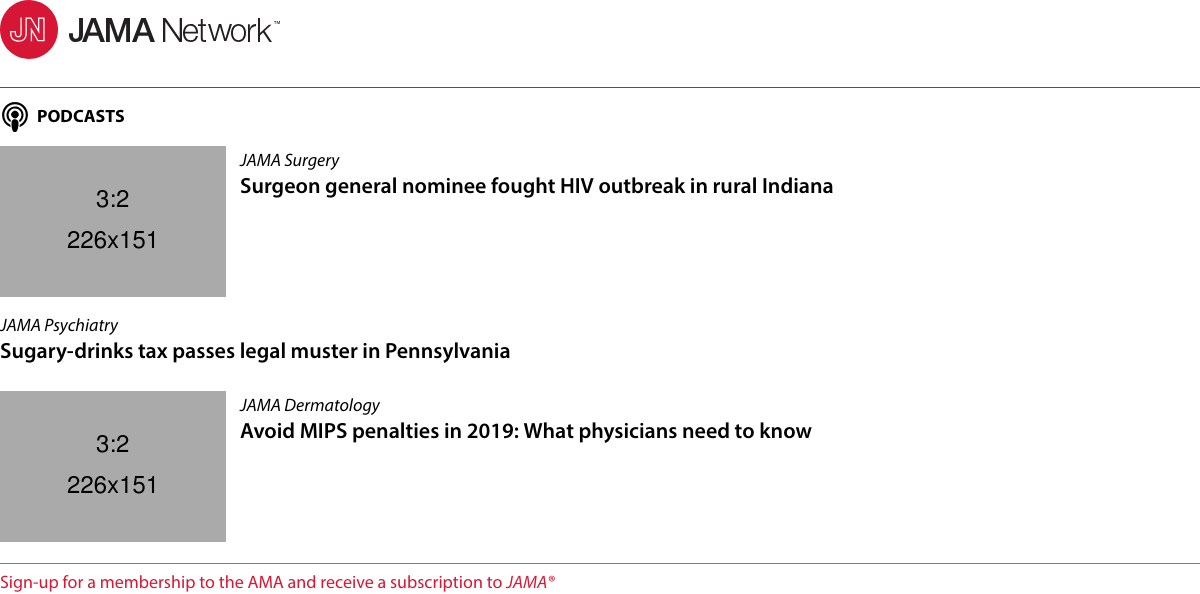 JN JAMA Network™
PODCASTS
3:2
226x151
JAMA Surgery
Surgeon general nominee fought HIV outbreak in rural Indiana
JAMA Psychiatry
Sugary-drinks tax passes legal muster in Pennsylvania
3:2
226x151
JAMA Dermatology
Avoid MIPS penalties in 2019: What physicians need to know
Sign-up for a membership to the AMA and receive a subscription to JAMA®